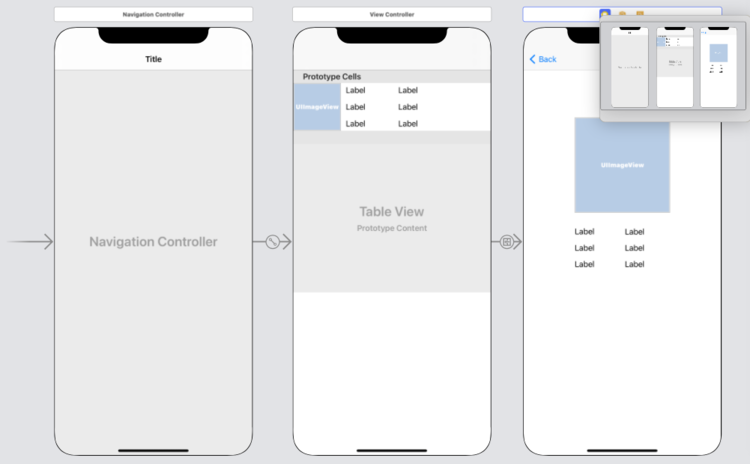 Navigation Controller
Title
Navigation Controller
View Controller
Prototype Cells
UIImageView
Label Label
Label Label
Label Label
Table View
Prototype Content
Back
UIImageView
Label Label
Label Label
Label Label